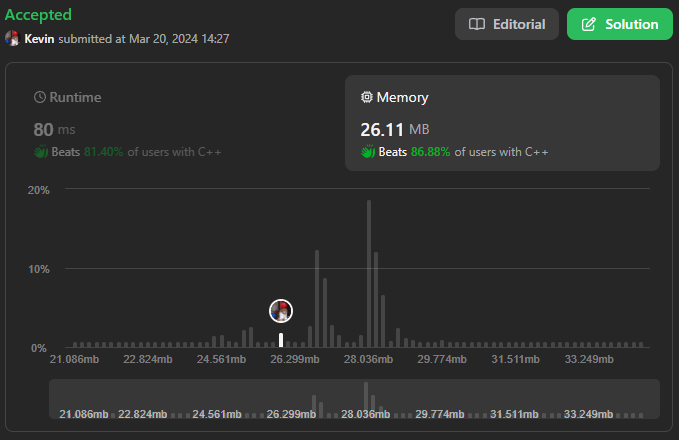 Accepted
Editorial
Solution
Kevin submitted at Mar 20, 2024 14:27
Runtime
80 ms
Beats 81.40% of users with C++
Memory
26.11 MB
Beats 86.88% of users with C++
20%
10%
0%
21.086mb 22.824mb 24.561mb 26.299mb 28.036mb 29.774mb 31.511mb 33.249mb
21.086mb 22.824mb 24.561mb 26.299mb 28.036mb 29.774mb 31.511mb 33.249mb